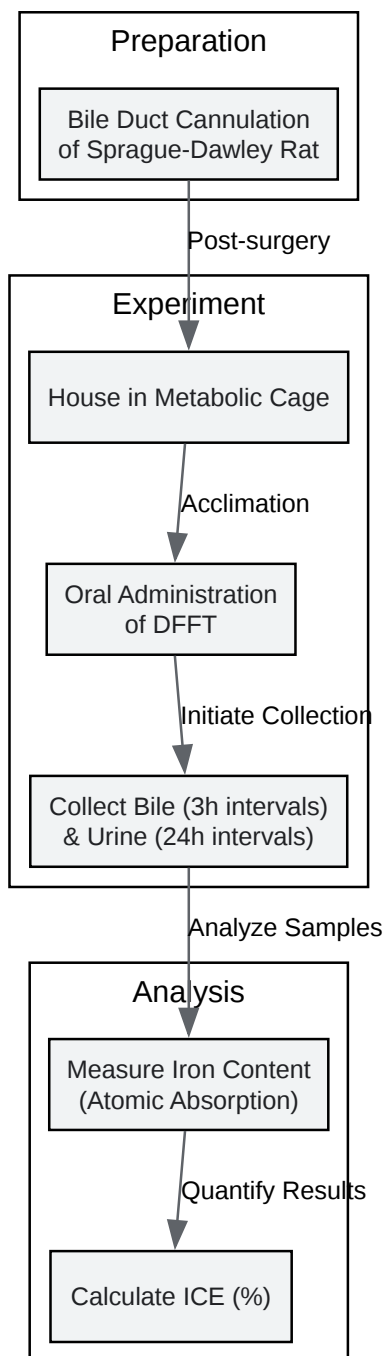 Preparation
Bile Duct Cannulation
of Sprague-Dawley Rat
Post-surgery
Experiment
House in Metabolic Cage
Acclimation
Oral Administration
of DFFT
Initiate Collection
Collect Bile (3h intervals)
& Urine (24h intervals)
Analyze Samples
Analysis
Measure Iron Content
(Atomic Absorption)
Quantify Results
Calculate ICE (%)